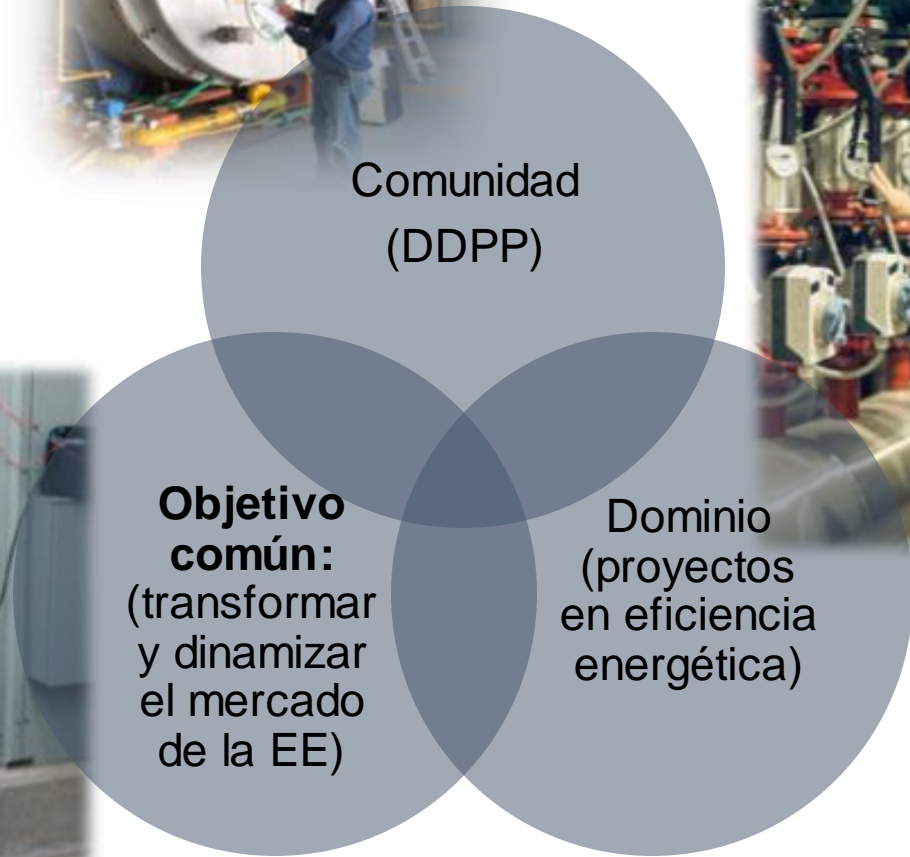 Comunidad
(DDPP)
Objetivo
común:
(transformar
y dinamizar
el mercado
de la EE)
Dominio
(proyectos
en eficiencia
energética)